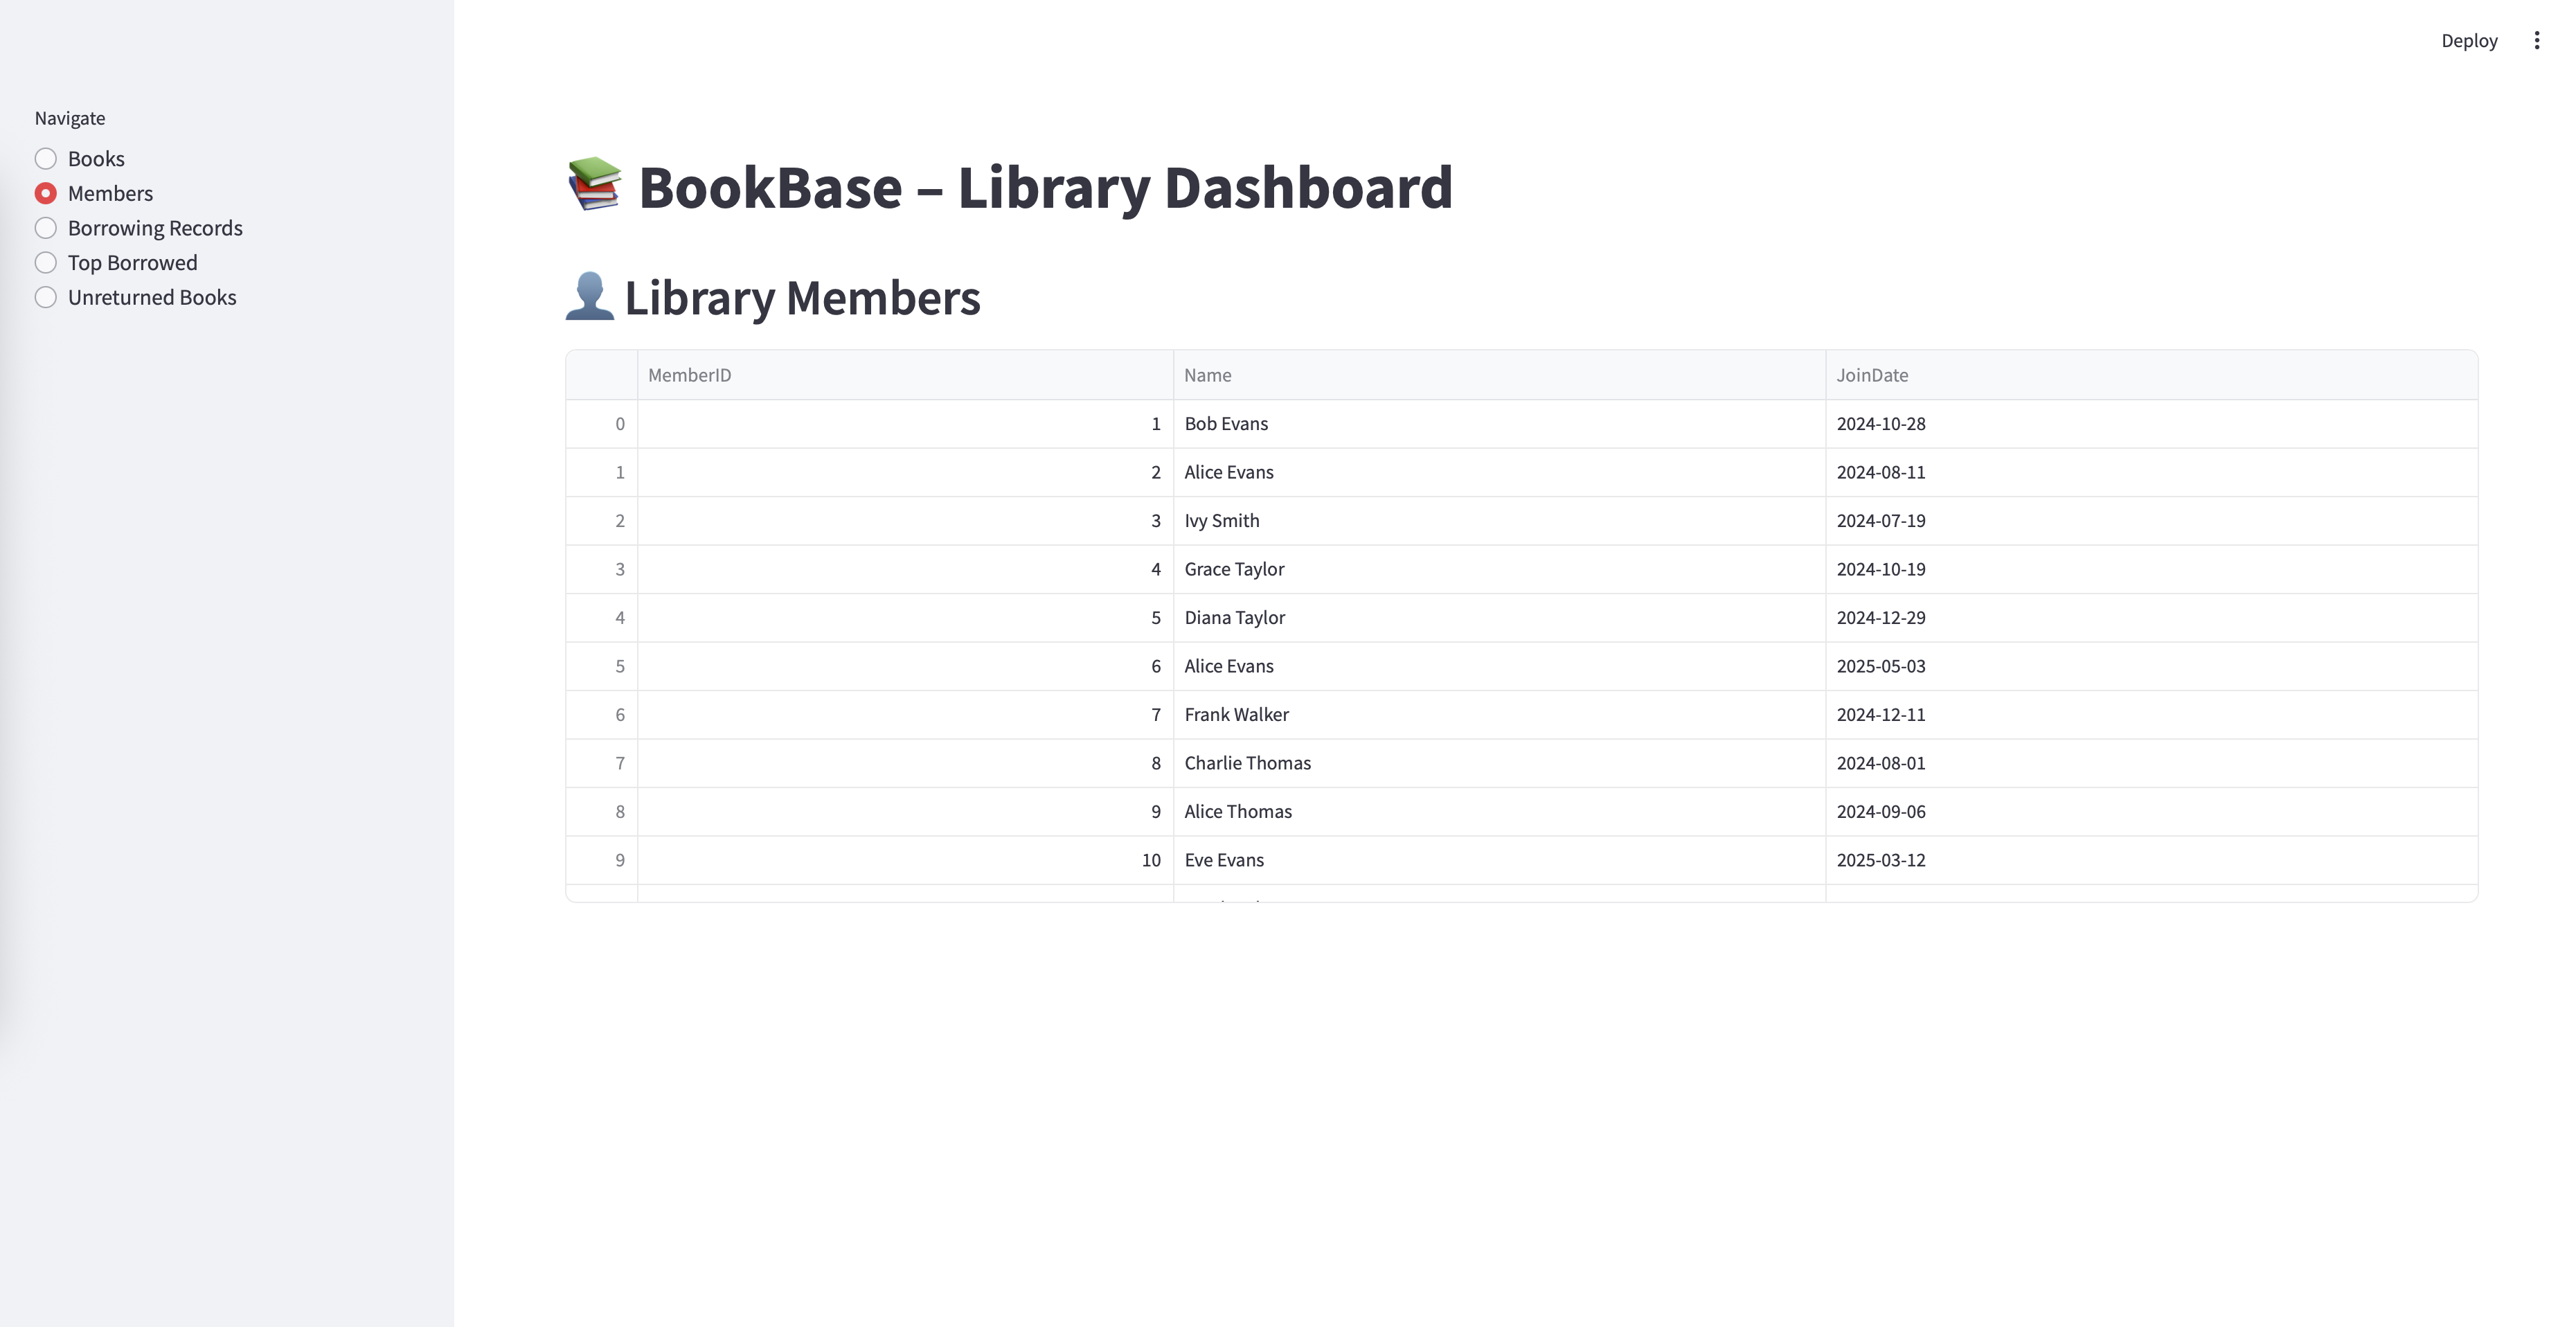 Deploy
Navigate
Books
Members
Borrowing Records
Top Borrowed
Unreturned Books
BookBase – Library Dashboard
Library Members
MemberID Name JoinDate
0 1 Bob Evans 2024-10-28
1 2 Alice Evans 2024-08-11
2 3 Ivy Smith 2024-07-19
3 4 Grace Taylor 2024-10-19
4 5 Diana Taylor 2024-12-29
5 6 Alice Evans 2025-05-03
6 7 Frank Walker 2024-12-11
7 8 Charlie Thomas 2024-08-01
8 9 Alice Thomas 2024-09-06
9 10 Eve Evans 2025-03-12